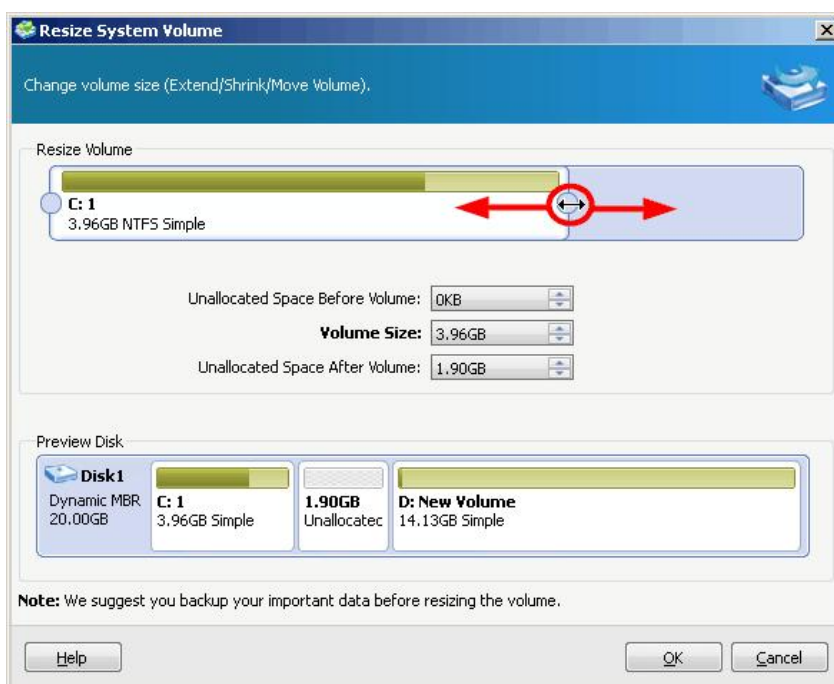 Resize System Volume
Change volume size (Extend/Shrink/Move Volume).
Resize Volume
C: 1
3.96GB NTFS Simple
Unallocated Space Before Volume: 0KB
Volume Size: 3.96GB
Unallocated Space After Volume: 1.90GB
Preview Disk
Disk1
Dynamic MBR
20.00GB
C: 1
3.96GB Simple
1.90GB
Unallocatec
D: New Volume
14.13GB Simple
Note: We suggest you backup your important data before resizing the volume.
Help
OK
Cancel